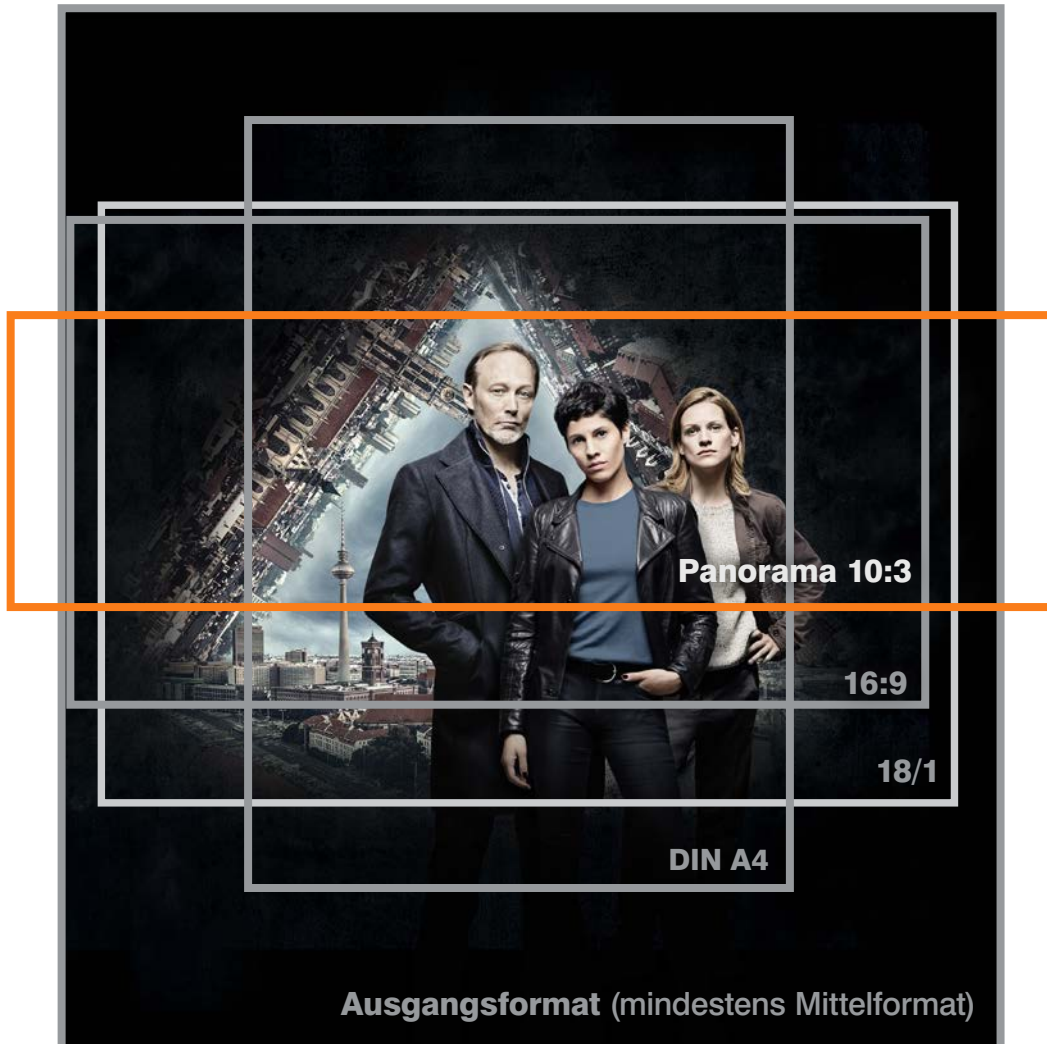 Panorama 10:3
16:9
18/1
DIN A4
Ausgangsformat (mindestens Mittelformat)